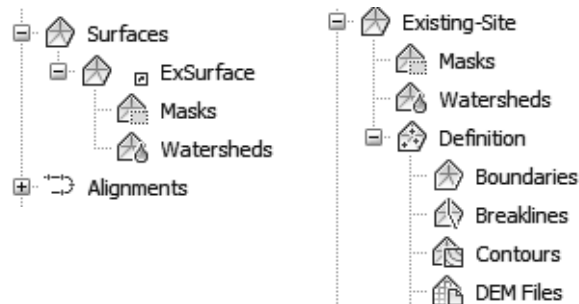 Surfaces
ExSurface
Masks
Watersheds
Alignments
Existing-Site
Masks
Watersheds
Definition
Boundaries
Breaklines
Contours
DEM Files